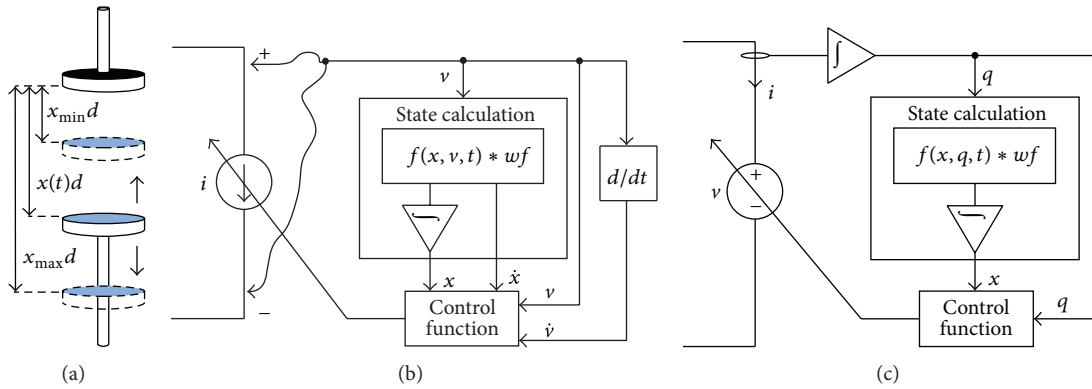 x_min d
x(t)d
x_max d
(a)
+
i
−
v
State calculation
f(x, v, t) ∗ wf
∫
x
ẋ
d/dt
v
v̇
Control
function
(b)
i
∫
q
v
+
−
State calculation
f(x, q, t) ∗ wf
∫
x
q
Control
function
(c)